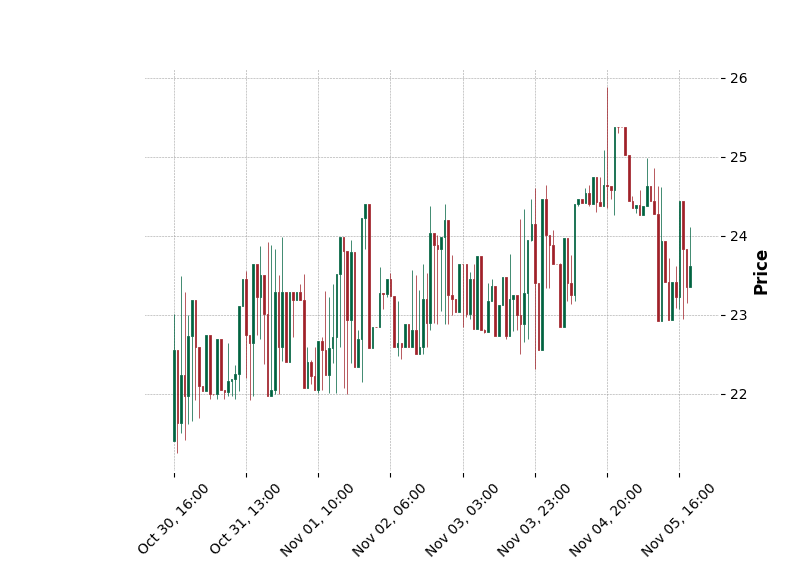 26
25
24
23
22
Price
Oct 30, 16:00
Oct 31, 13:00
Nov 01, 10:00
Nov 02, 06:00
Nov 03, 03:00
Nov 03, 23:00
Nov 04, 20:00
Nov 05, 16:00